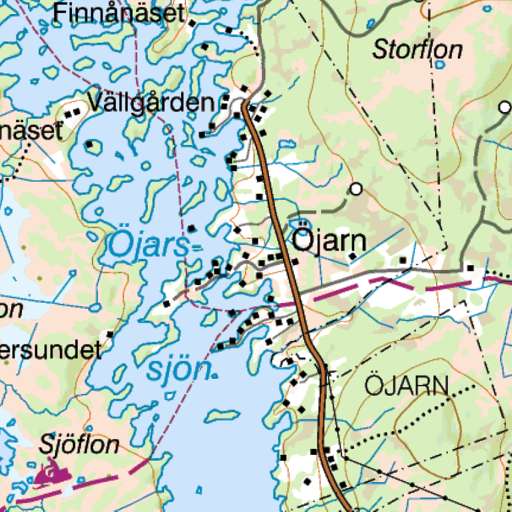 Finnånäset
Storflon
Vällgården
näset
Öjars-
Öjarn
on
ersundet
sjön
ÖJARN
Sjöflon